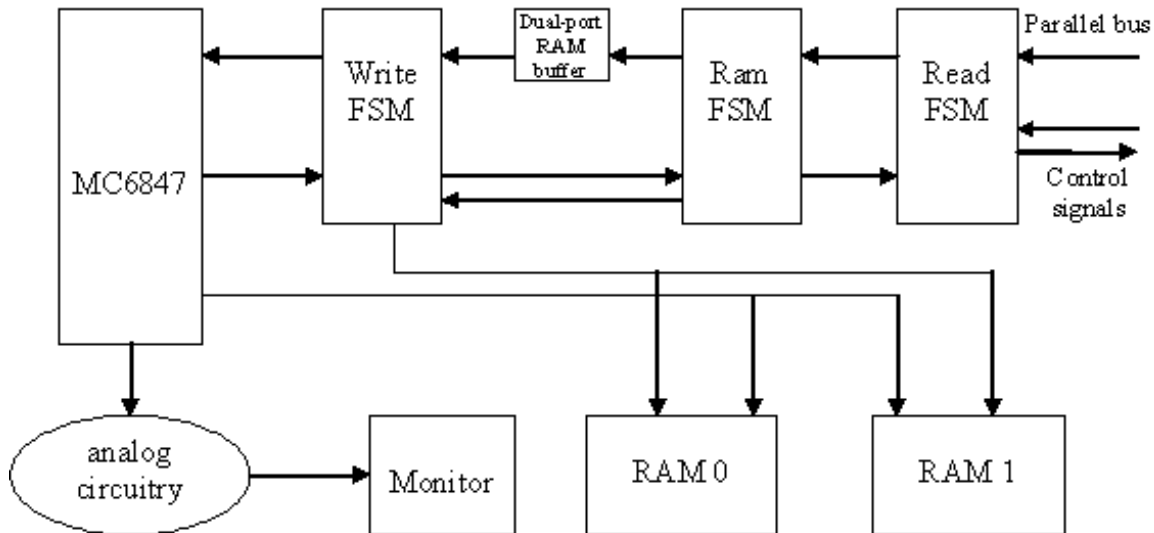 Dual-port
RAM
buffer
Parallel bus
Write
FSM
Ram
FSM
Read
FSM
MC6847
Control
signals
analog
circuitry
Monitor
RAM 0
RAM 1